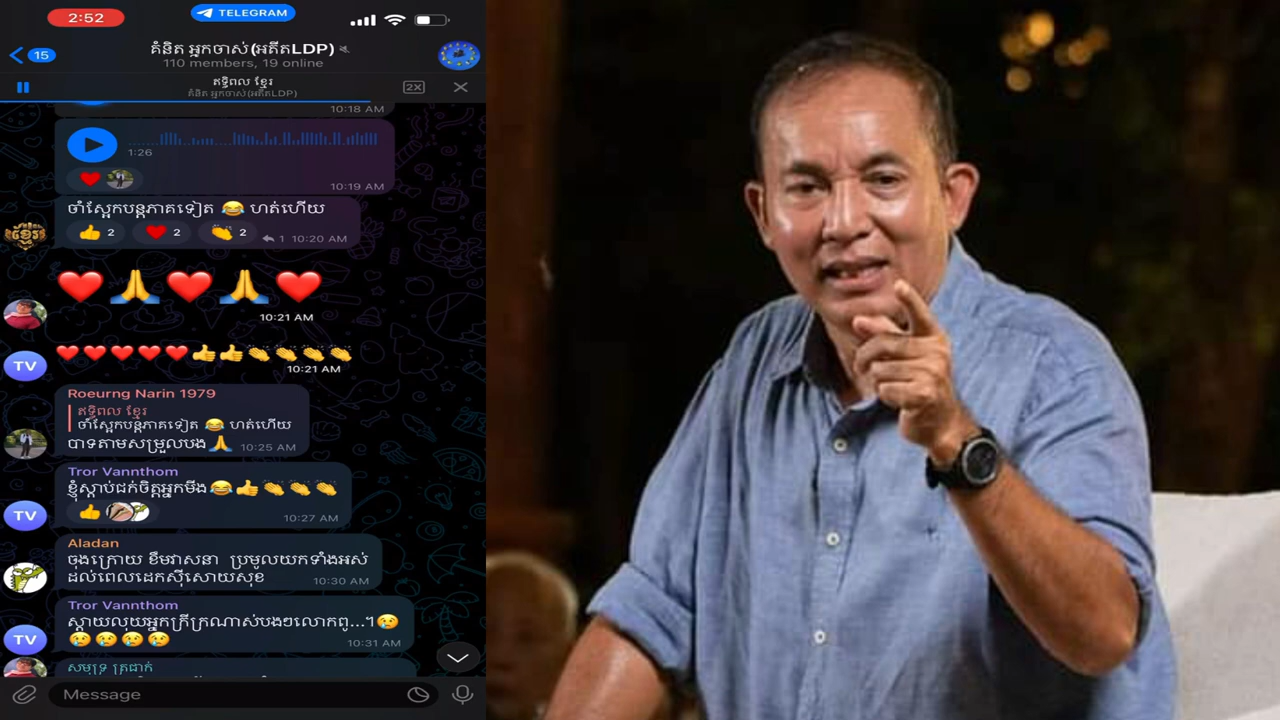 2:52
TELEGRAM
15
គំនិត អ្នកចាស់(អតីតLDP)
110 members, 19 online
ឥទ្ធិពល ខ្មែរ
គំនិត អ្នកចាស់(អតីតLDP)
2X
10:18 AM
1:26
10:19 AM
ចាំស្អែកបន្តភាគទៀត 😂 ហត់ហើយ
👍 2 ❤️ 2 👏 2 1 10:20 AM
❤️🙏❤️🙏❤️
10:21 AM
TV
❤️❤️❤️❤️❤️👍👍👏👏👏👏
10:21 AM
Roeurng Narin 1979
ឥទ្ធិពល ខ្មែរ
ចាំស្អែកបន្តភាគទៀត 😂 ហត់ហើយ
បាទតាមសម្រួលបង🙏 10:25 AM
Tror Vannthom
ខ្ញុំស្តាប់ជក់ចិត្តអ្នកមីង😂👍👏👏👏
TV
10:27 AM
Aladan
ចុងក្រោយ ខឹមវាសនា ប្រមូលយកទាំងអស់
ដល់ពេលដេកស៊ីសោយសុខ
10:30 AM
Tror Vannthom
ស្តាយលុយអ្នកក្រីក្រណាស់បងៗលោកពូ...។😢
😢😢😢😢
TV
10:31 AM
សមុទ្រ ត្រជាក់
Message